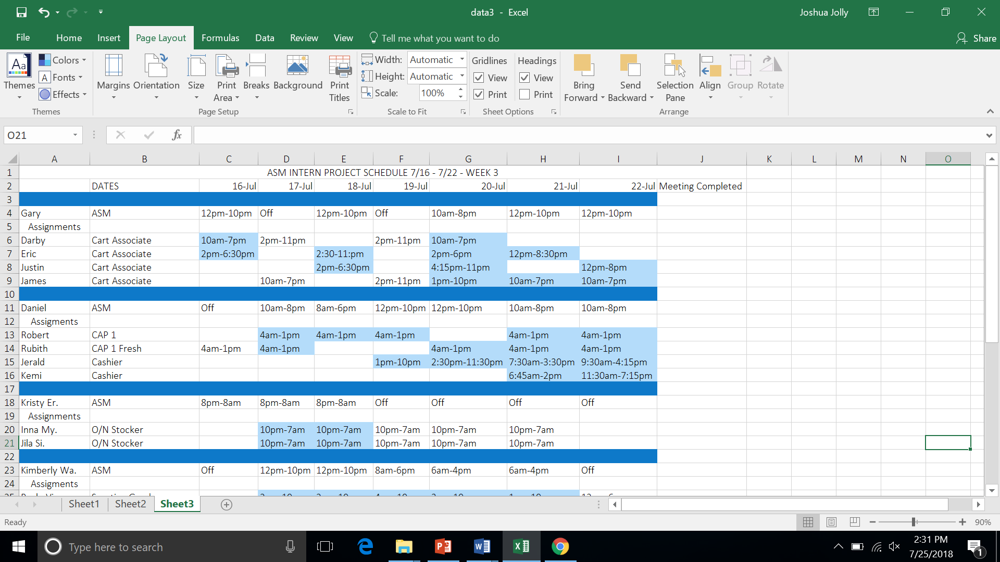 data3 - Excel
Joshua Jolly
File Home Insert Page Layout Formulas Data Review View Tell me what you want to do Share
Aa Themes
Colors
A Fonts
Effects
Themes
Margins Orientation Size Print Area Breaks Background Print Titles
Page Setup
Width: Automatic
Height: Automatic
Scale: 100%
Scale to Fit
Gridlines Headings
View View
Print Print
Sheet Options
Bring Forward Send Backward Selection Pane Align Group Rotate
Arrange
O21 fx
A B C D E F G H I J K L M N O
1 ASM INTERN PROJECT SCHEDULE 7/16 - 7/22 - WEEK 3
2 DATES 16-Jul 17-Jul 18-Jul 19-Jul 20-Jul 21-Jul 22-Jul Meeting Completed
3
4 Gary ASM 12pm-10pm Off 12pm-10pm Off 10am-8pm 12pm-10pm 12pm-10pm
5 Assignments
6 Darby Cart Associate 10am-7pm 2pm-11pm 2pm-11pm 10am-7pm
7 Eric Cart Associate 2pm-6:30pm 2:30-11:pm 2pm-6pm 12pm-8:30pm
8 Justin Cart Associate 2pm-6:30pm 4:15pm-11pm 12pm-8pm
9 James Cart Associate 10am-7pm 2pm-11pm 1pm-10pm 10am-7pm 10am-7pm
10
11 Daniel ASM Off 10am-8pm 8am-6pm 12pm-10pm 12pm-10pm 10am-8pm 10am-8pm
12 Assigments
13 Robert CAP 1 4am-1pm 4am-1pm 4am-1pm 4am-1pm 4am-1pm
14 Rubith CAP 1 Fresh 4am-1pm 4am-1pm 4am-1pm 4am-1pm 4am-1pm
15 Jerald Cashier 1pm-10pm 2:30pm-11:30pm 7:30am-3:30pm 9:30am-4:15pm
16 Kemi Cashier 6:45am-2pm 11:30am-7:15pm
17
18 Kristy Er. ASM 8pm-8am 8pm-8am 8pm-8am Off Off Off Off
19 Assignments
20 Inna My. O/N Stocker 10pm-7am 10pm-7am 10pm-7am 10pm-7am 10pm-7am
21 Jila Si. O/N Stocker 10pm-7am 10pm-7am 10pm-7am 10pm-7am 10pm-7am
22
23 Kimberly Wa. ASM Off 12pm-10pm 12pm-10pm 8am-6pm 6am-4pm 6am-4pm Off
24 Assigments
Sheet1 Sheet2 Sheet3
Ready 90%
Type here to search
2:31 PM
7/25/2018
1